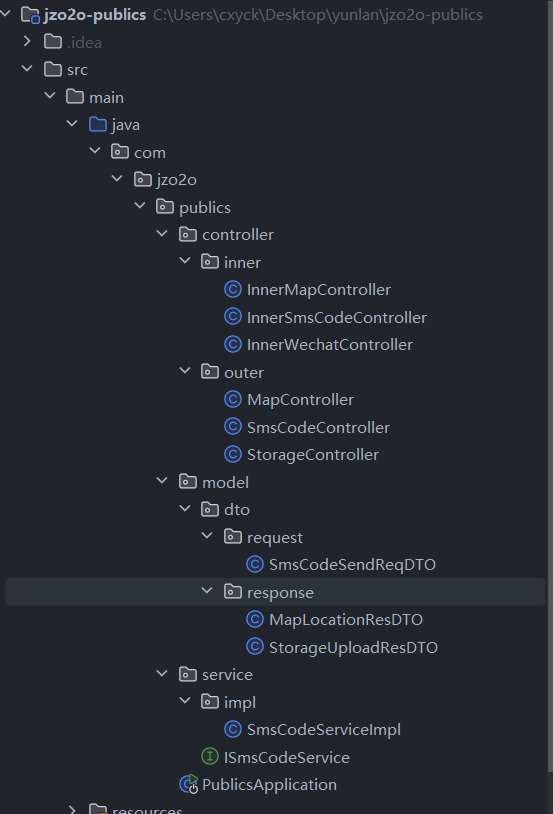 jzo2o-publics C:\Users\cxyck\Desktop\yunlan\jzo2o-publics
.idea
src
main
java
com
jzo2o
publics
controller
inner
C InnerMapController
C InnerSmsCodeController
C InnerWechatController
outer
C MapController
C SmsCodeController
C StorageController
model
dto
request
C SmsCodeSendReqDTO
response
C MapLocationResDTO
C StorageUploadResDTO
service
impl
C SmsCodeServiceImpl
I ISmsCodeService
C PublicsApplication
resources